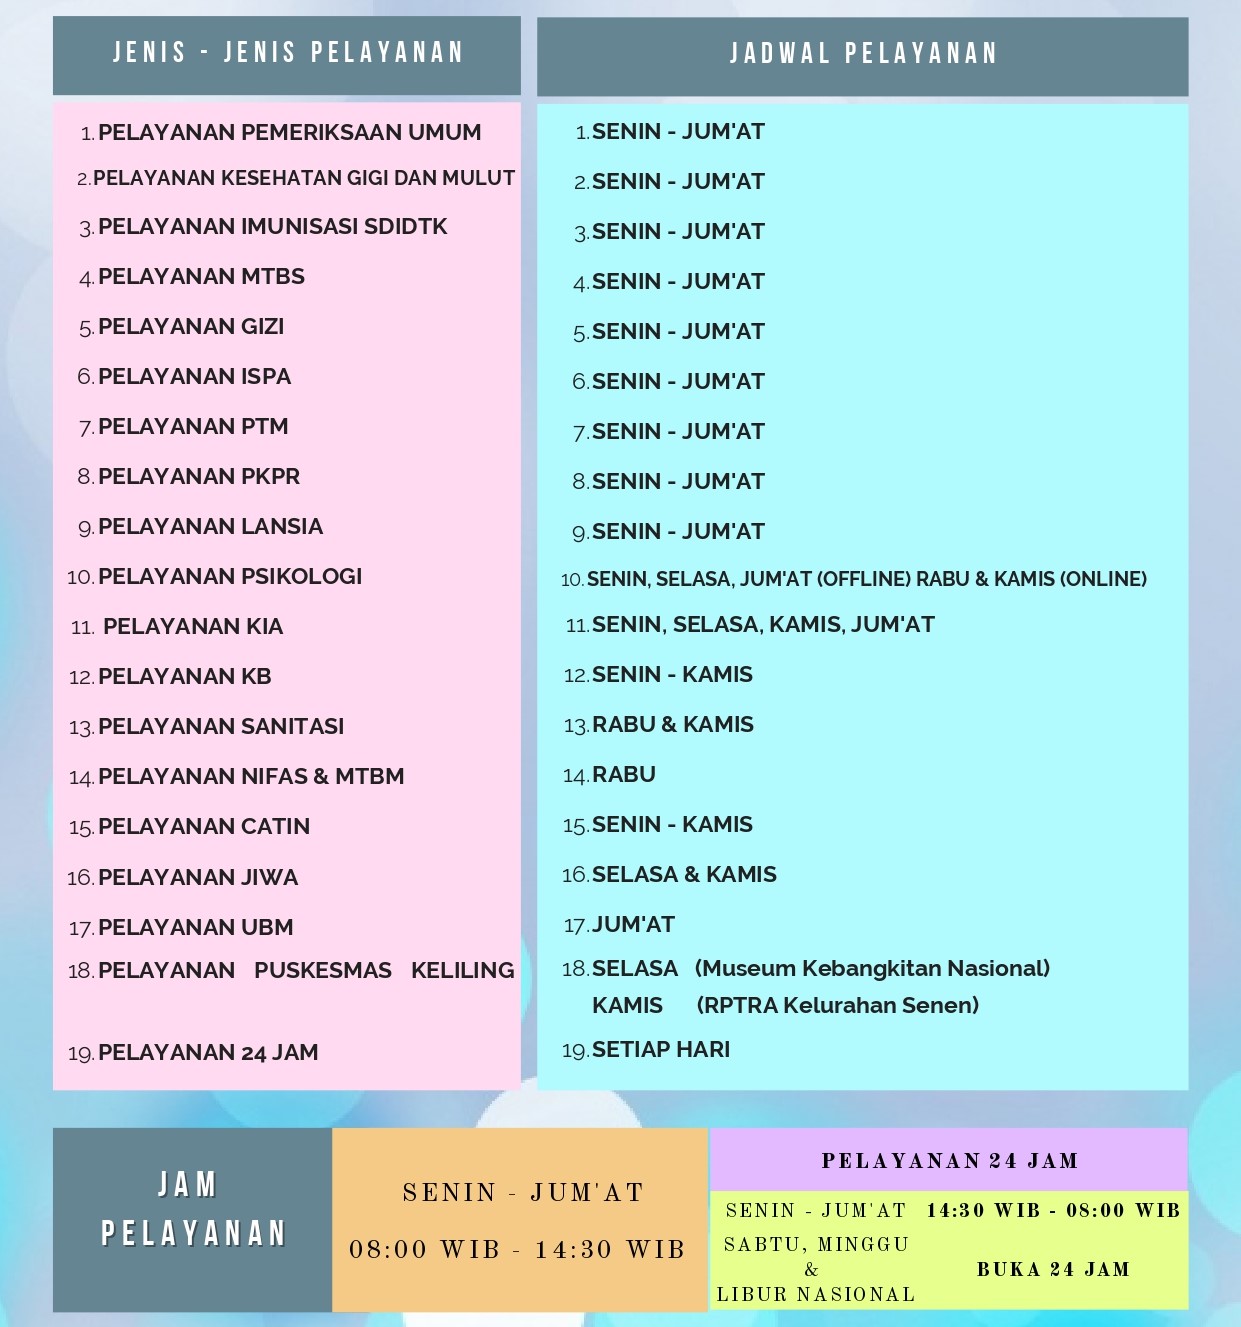 JENIS - JENIS PELAYANAN
1. PELAYANAN PEMERIKSAAN UMUM
2. PELAYANAN KESEHATAN GIGI DAN MULUT
3. PELAYANAN IMUNISASI SDIDTK
4. PELAYANAN MTBS
5. PELAYANAN GIZI
6. PELAYANAN ISPA
7. PELAYANAN PTM
8. PELAYANAN PKPR
9. PELAYANAN LANSIA
10. PELAYANAN PSIKOLOGI
11. PELAYANAN KIA
12. PELAYANAN KB
13. PELAYANAN SANITASI
14. PELAYANAN NIFAS & MTBM
15. PELAYANAN CATIN
16. PELAYANAN JIWA
17. PELAYANAN UBM
18. PELAYANAN PUSKESMAS KELILING
19. PELAYANAN 24 JAM
JADWAL PELAYANAN
1. SENIN - JUM'AT
2. SENIN - JUM'AT
3. SENIN - JUM'AT
4. SENIN - JUM'AT
5. SENIN - JUM'AT
6. SENIN - JUM'AT
7. SENIN - JUM'AT
8. SENIN - JUM'AT
9. SENIN - JUM'AT
10. SENIN, SELASA, JUM'AT (OFFLINE) RABU & KAMIS (ONLINE)
11. SENIN, SELASA, KAMIS, JUM'AT
12. SENIN - KAMIS
13. RABU & KAMIS
14. RABU
15. SENIN - KAMIS
16. SELASA & KAMIS
17. JUM'AT
18. SELASA (Museum Kebangkitan Nasional)
KAMIS (RPTRA Kelurahan Senen)
19. SETIAP HARI
JAM
PELAYANAN
SENIN - JUM'AT
08:00 WIB - 14:30 WIB
PELAYANAN 24 JAM
SENIN - JUM'AT 14:30 WIB - 08:00 WIB
SABTU, MINGGU
&
LIBUR NASIONAL
BUKA 24 JAM